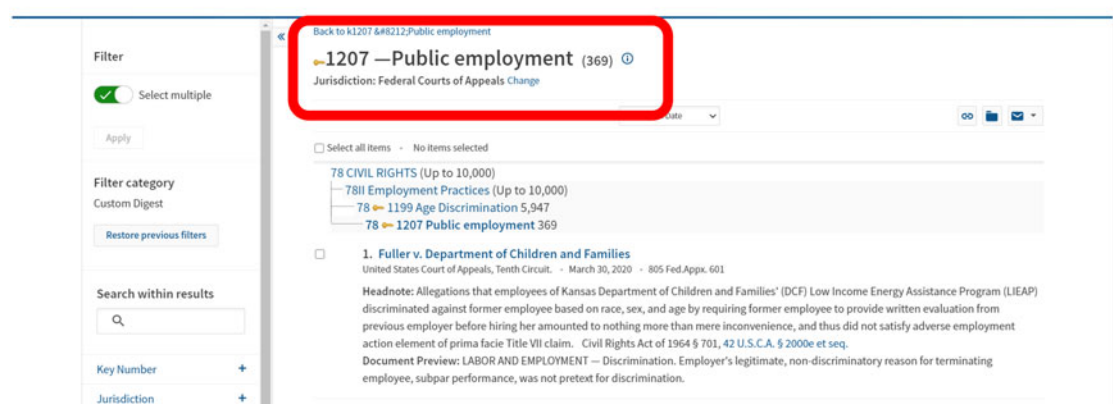 Back to k1207 &#8212;Public employment
1207 —Public employment (369)
Jurisdiction: Federal Courts of Appeals Change
Filter
Select multiple
Apply
Filter category
Custom Digest
Restore previous filters
Search within results
Key Number +
Jurisdiction +
Date
Select all items - No items selected
78 CIVIL RIGHTS (Up to 10,000)
78II Employment Practices (Up to 10,000)
78 1199 Age Discrimination 5,947
78 1207 Public employment 369
1. Fuller v. Department of Children and Families
United States Court of Appeals, Tenth Circuit. - March 30, 2020 - 805 Fed.Appx. 601
Headnote: Allegations that employees of Kansas Department of Children and Families' (DCF) Low Income Energy Assistance Program (LIEAP)
discriminated against former employee based on race, sex, and age by requiring former employee to provide written evaluation from
previous employer before hiring her amounted to nothing more than mere inconvenience, and thus did not satisfy adverse employment
action element of prima facie Title VII claim. Civil Rights Act of 1964 § 701, 42 U.S.C.A. § 2000e et seq.
Document Preview: LABOR AND EMPLOYMENT — Discrimination. Employer's legitimate, non-discriminatory reason for terminating
employee, subpar performance, was not pretext for discrimination.